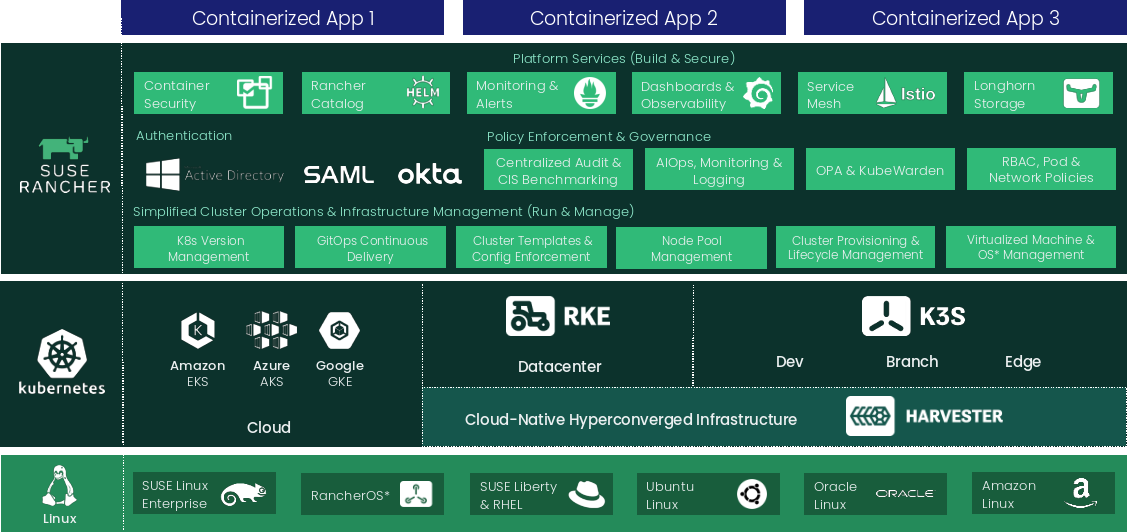 Containerized App 1
Containerized App 2
Containerized App 3
Platform Services (Build & Secure)
Container
Security
Rancher
Catalog
HELM
Monitoring &
Alerts
Dashboards &
Observability
Service
Mesh
Istio
Longhorn
Storage
SUSE
RANCHER
Authentication
Active Directory
SAML
okta
Policy Enforcement & Governance
Centralized Audit &
CIS Benchmarking
AIOps, Monitoring &
Logging
OPA & KubeWarden
RBAC, Pod &
Network Policies
Simplified Cluster Operations & Infrastructure Management (Run & Manage)
K8s Version
Management
GitOps Continuous
Delivery
Cluster Templates &
Config Enforcement
Node Pool
Management
Cluster Provisioning &
Lifecycle Management
Virtualized Machine &
OS* Management
kubernetes
K
Amazon
EKS
Azure
AKS
Google
GKE
Cloud
RKE
Datacenter
K3S
Dev
Branch
Edge
Cloud-Native Hyperconverged Infrastructure
HARVESTER
Linux
SUSE Linux
Enterprise
RancherOS*
SUSE Liberty
& RHEL
Ubuntu
Linux
Oracle
Linux
ORACLE
Amazon
Linux
a